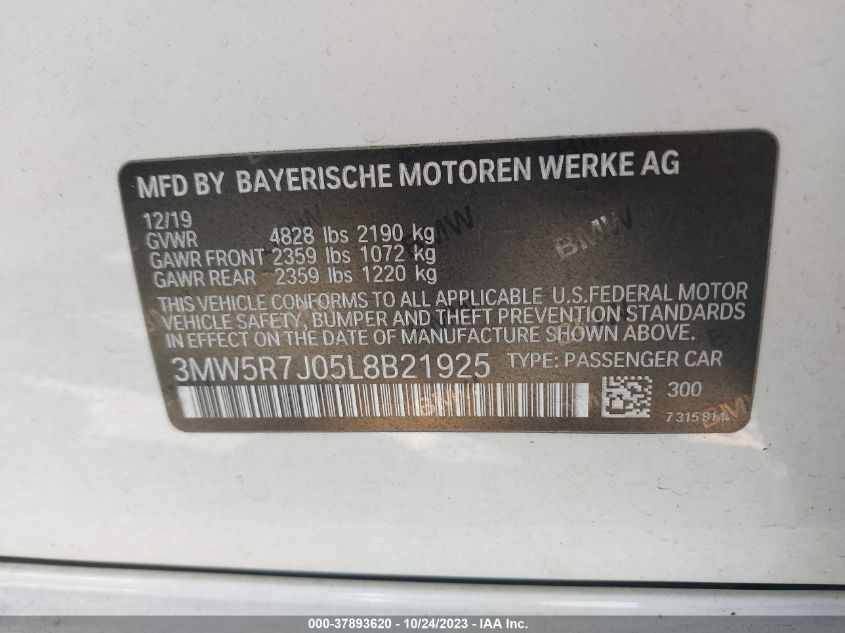 MFD BY BAYERISCHE MOTOREN WERKE AG
12/19
GVWR 4828 lbs 2190 kg
GAWR FRONT 2359 lbs 1072 kg
GAWR REAR 2359 lbs 1220 kg
THIS VEHICLE CONFORMS TO ALL APPLICABLE U.S.FEDERAL MOTOR
VEHICLE SAFETY, BUMPER AND THEFT PREVENTION STANDARDS
IN EFFECT ON THE DATE OF MANUFACTURE SHOWN ABOVE.
3MW5R7J05L8B21925 TYPE: PASSENGER CAR
300
7 315 814
BMW
BMW
BMW
000-37893620 - 10/24/2023 - © IAA, Inc.